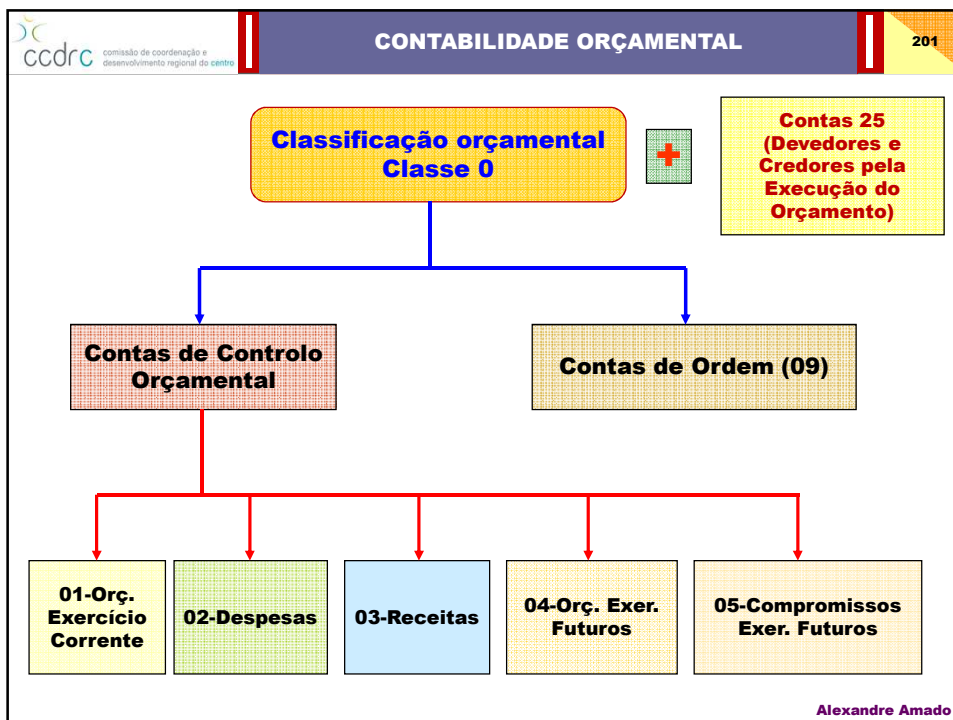 ccdrc
comissão de coordenação e
desenvolvimento regional do centro
CONTABILIDADE ORÇAMENTAL
201
Classificação orçamental
Classe 0
+
Contas 25
(Devedores e
Credores pela
Execução do
Orçamento)
Contas de Controlo
Orçamental
Contas de Ordem (09)
01-Orç.
Exercício
Corrente
02-Despesas
03-Receitas
04-Orç. Exer.
Futuros
05-Compromissos
Exer. Futuros
Alexandre Amado